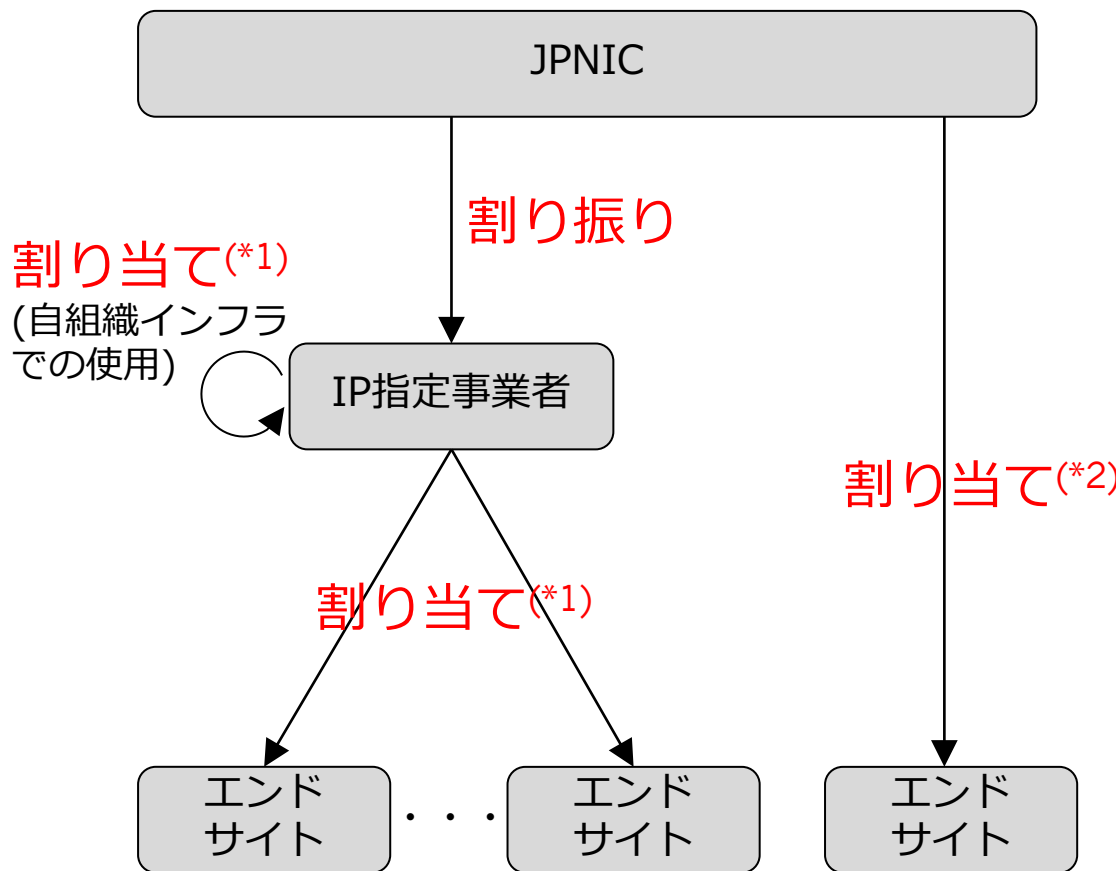 JPNIC
割り振り
割り当て(*1)
(自組織インフラ
での使用)
IP指定事業者
割り当て(*2)
割り当て(*1)
エンド
サイト
・・・
エンド
サイト
エンド
サイト